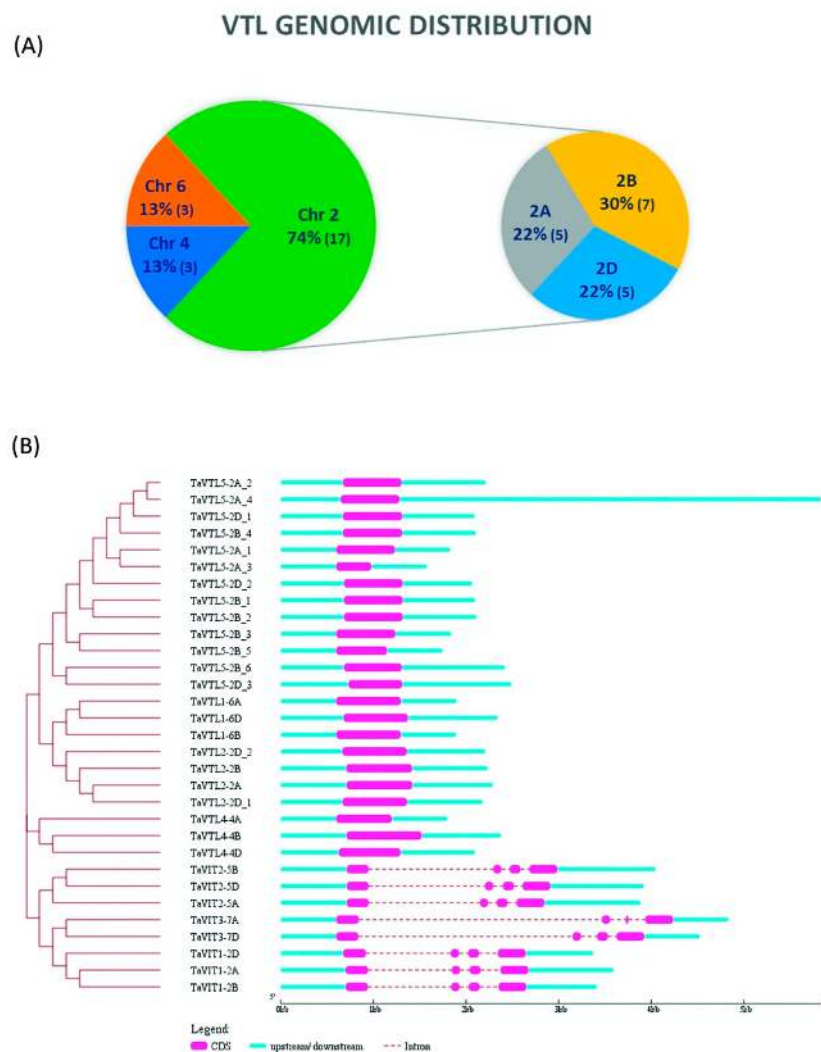 VTL GENOMIC DISTRIBUTION
(A)
Chr 6
13% (3)
Chr 4
13% (3)
Chr 2
74% (17)
2A
22% (5)
2B
30% (7)
2D
22% (5)
(B)
TaVTL5-2A_2
TaVTL5-2A_4
TaVTL5-2D_1
TaVTL5-2B_4
TaVTL5-2A_1
TaVTL5-2A_3
TaVTL5-2D_2
TaVTL5-2B_1
TaVTL5-2B_2
TaVTL5-2B_3
TaVTL5-2B_5
TaVTL5-2B_6
TaVTL5-2D_3
TaVTL1-6A
TaVTL1-6D
TaVTL1-6B
TaVTL2-2D_2
TaVTL2-2B
TaVTL2-2A
TaVTL2-2D_1
TaVTL4-4A
TaVTL4-4B
TaVTL4-4D
TaVIT2-5B
TaVIT2-5D
TaVIT2-5A
TaVIT3-7A
TaVIT3-7D
TaVIT1-2D
TaVIT1-2A
TaVIT1-2B
5'
0kb 1kb 2kb 3kb 4kb 5kb
Legend:
CDS upstream/ downstream Intron